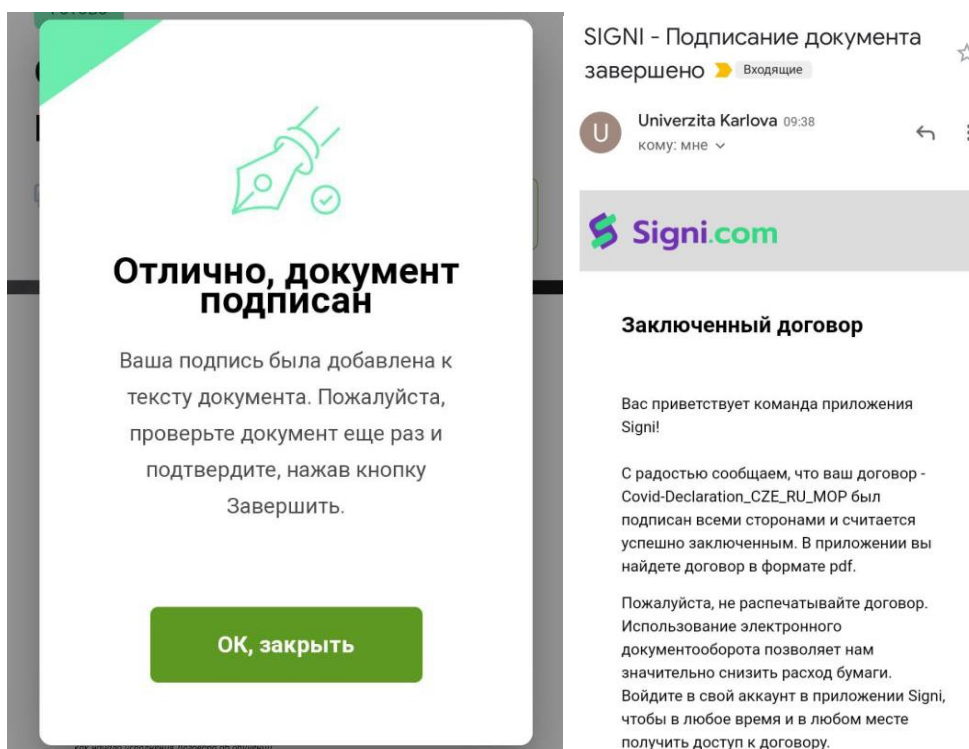 Отлично, документ
подписан
Ваша подпись была добавлена к
тексту документа. Пожалуйста,
проверьте документ еще раз и
подтвердите, нажав кнопку
Завершить.
ОК, закрыть
SIGNI - Подписание документа
завершено Входящие
U
Univerzita Karlova 09:38
кому: мне
Signi.com
Заключенный договор
Вас приветствует команда приложения
Signi!
С радостью сообщаем, что ваш договор -
Covid-Declaration_CZE_RU_MOP был
подписан всеми сторонами и считается
успешно заключенным. В приложении вы
найдете договор в формате pdf.
Пожалуйста, не распечатывайте договор.
Использование электронного
документооборота позволяет нам
значительно снизить расход бумаги.
Войдите в свой аккаунт в приложении Signi,
чтобы в любое время и в любом месте
получить доступ к договору.